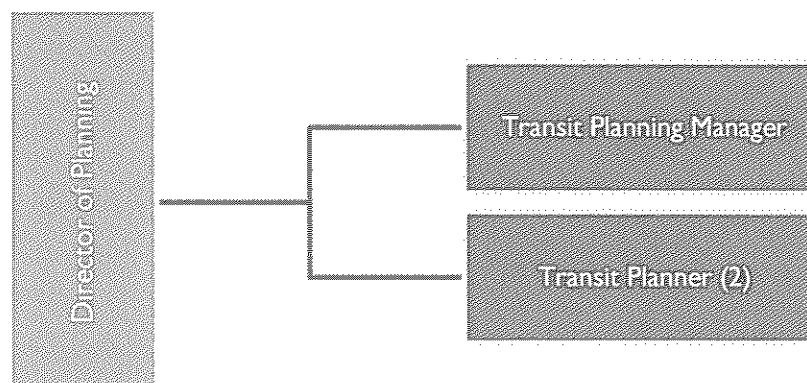 Director of Planning
Transit Planning Manager
Transit Planner (2)